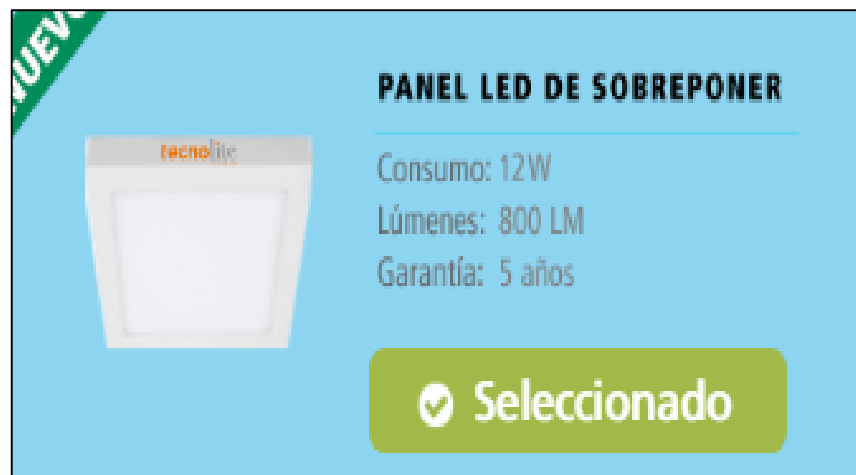 NUEVO
PANEL LED DE SOBREPONER
tecnolite
Consumo: 12W
Lúmenes: 800 LM
Garantía: 5 años
Seleccionado